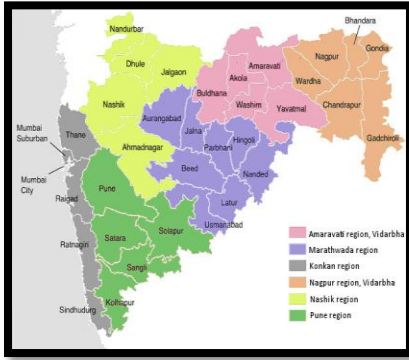 Nandurbar
Bhandara
Dhule
Jalgaon
Amaravati
Nagpur
Gondia
Akola
Buldhana
Wardha
Nashik
Washim
Yavatmal
Chandrapur
Aurangabad
Jalna
Hingoli
Thane
Parbhani
Gadchiroli
Mumbai
Suburban
Ahmadnagar
Mumbai
City
Beed
Nanded
Pune
Raigad
Latur
Usmanabad
Solapur
Satara
Ratnagiri
Sangli
Kolhapur
Sindhudurg
Amaravati region, Vidarbha
Marathwada region
Konkan region
Nagpur region, Vidarbha
Nashik region
Pune region